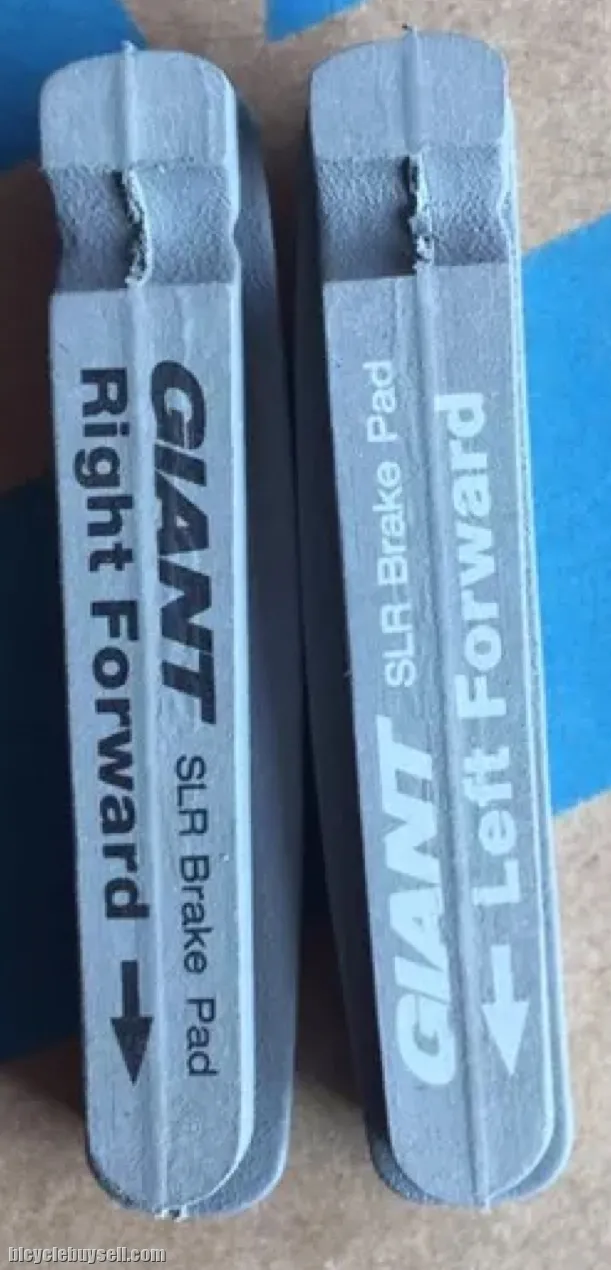 GIANT SLR Brake Pad
Right Forward
SLR Brake Pad
GIANT
Left Forward
bicyclebuysell.com